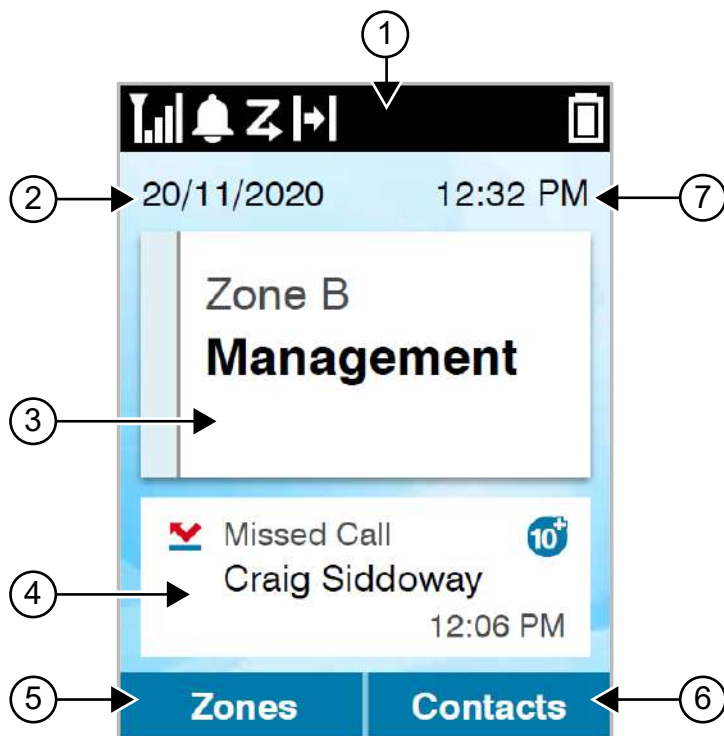 1
2 20/11/2020 12:32 PM 7
Zone B
Management
3
Missed Call 10+
Craig Siddoway
4
12:06 PM
5 Zones Contacts 6